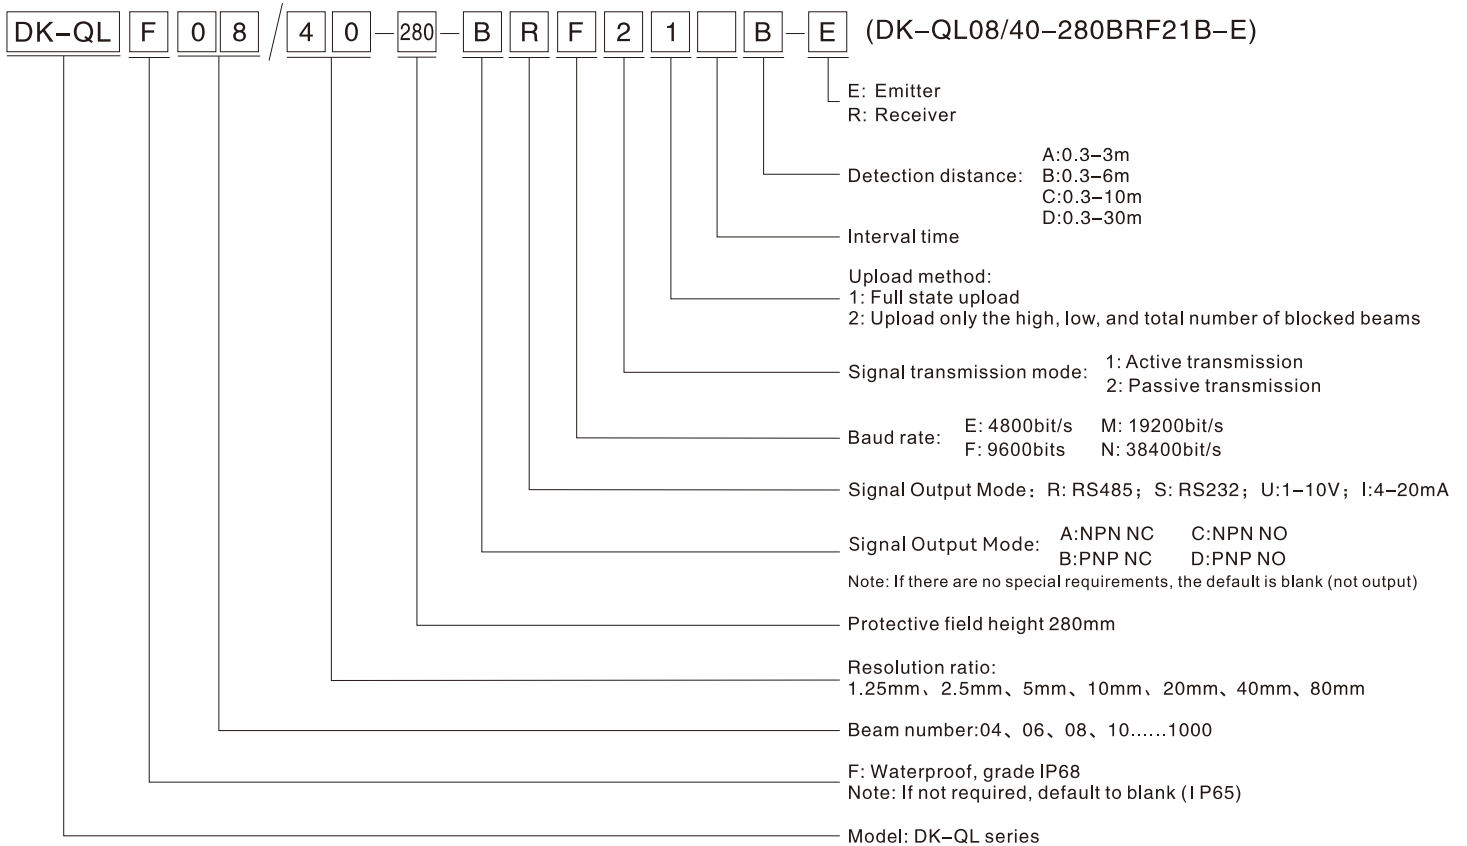 DK-QL F 0 8 / 4 0 - 280 - B R F 2 1 B - E (DK-QL08/40-280BRF21B-E)
E: Emitter
R: Receiver
Detection distance:
A:0.3-3m
B:0.3-6m
C:0.3-10m
D:0.3-30m
Interval time
Upload method:
1: Full state upload
2: Upload only the high, low, and total number of blocked beams
Signal transmission mode:
1: Active transmission
2: Passive transmission
Baud rate:
E: 4800bit/s M: 19200bit/s
F: 9600bits N: 38400bit/s
Signal Output Mode: R: RS485; S: RS232; U:1-10V; I:4-20mA
Signal Output Mode:
A:NPN NC C:NPN NO
B:PNP NC D:PNP NO
Note: If there are no special requirements, the default is blank (not output)
Protective field height 280mm
Resolution ratio:
1.25mm、2.5mm、5mm、10mm、20mm、40mm、80mm
Beam number:04、06、08、10......1000
F: Waterproof, grade IP68
Note: If not required, default to blank (I P65)
Model: DK-QL series